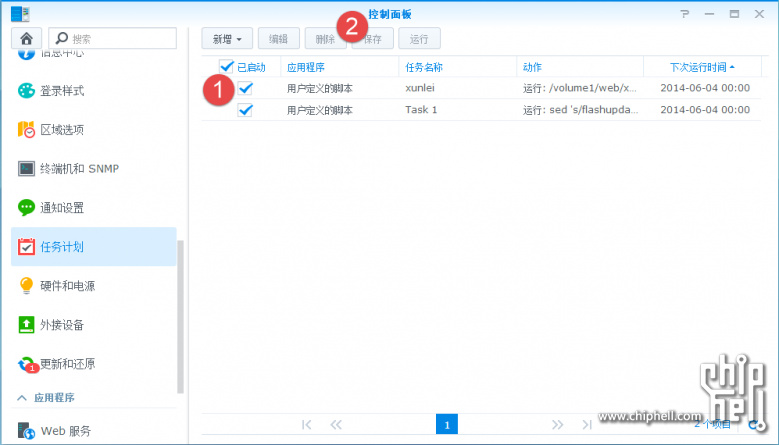 控制面板
搜索
新增 编辑 删除 2 保存 运行
信息中心
登录样式
区域选项
终端机和 SNMP
通知设置
任务计划
硬件和电源
外接设备
1 更新和还原
应用程序
Web 服务
已启动 应用程序 任务名称 动作 下次运行时间
1 用户定义的脚本 xunlei 运行: /volume1/web/x... 2014-06-04 00:00
用户定义的脚本 Task 1 运行: sed 's/flashupda... 2014-06-04 00:00
1
2 个项目
chiphell
www.chiphell.com